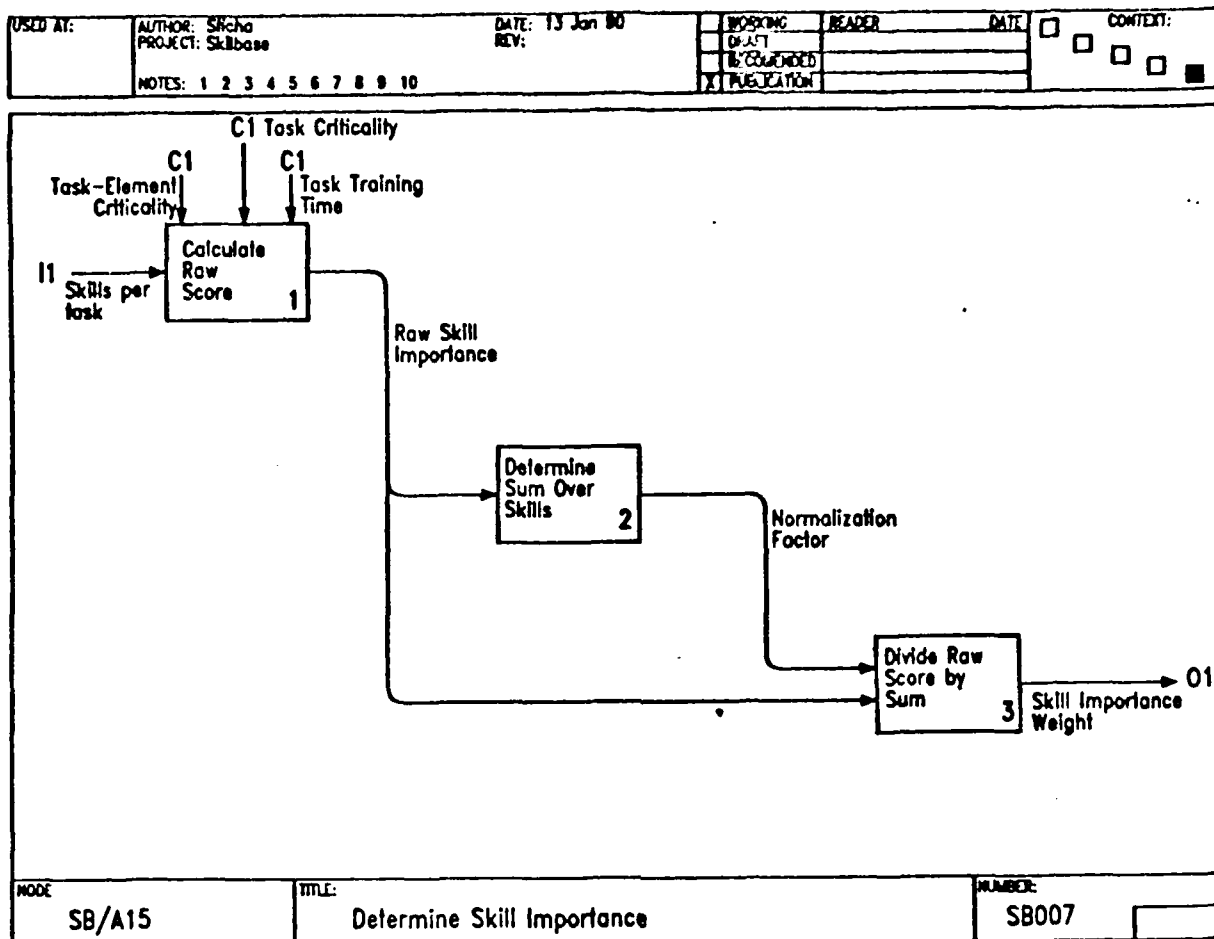 USED AT:
AUTHOR: Sticha
PROJECT: Skillbase
NOTES: 1 2 3 4 5 6 7 8 9 10
DATE: 13 Jan 90
REV:
WORKING
DRAFT
RECOMMENDED
X PUBLICATION
READER DATE
CONTEXT:
C1 Task Criticality
C1
C1
Task-Element
Criticality
Task Training
Time
I1
Skills per
task
Calculate
Raw
Score
1
Raw Skill
Importance
Determine
Sum Over
Skills
2
Normalization
Factor
Divide Raw
Score by
Sum
3
O1
Skill Importance
Weight
NODE
SB/A15
TITLE:
Determine Skill Importance
NUMBER:
SB007